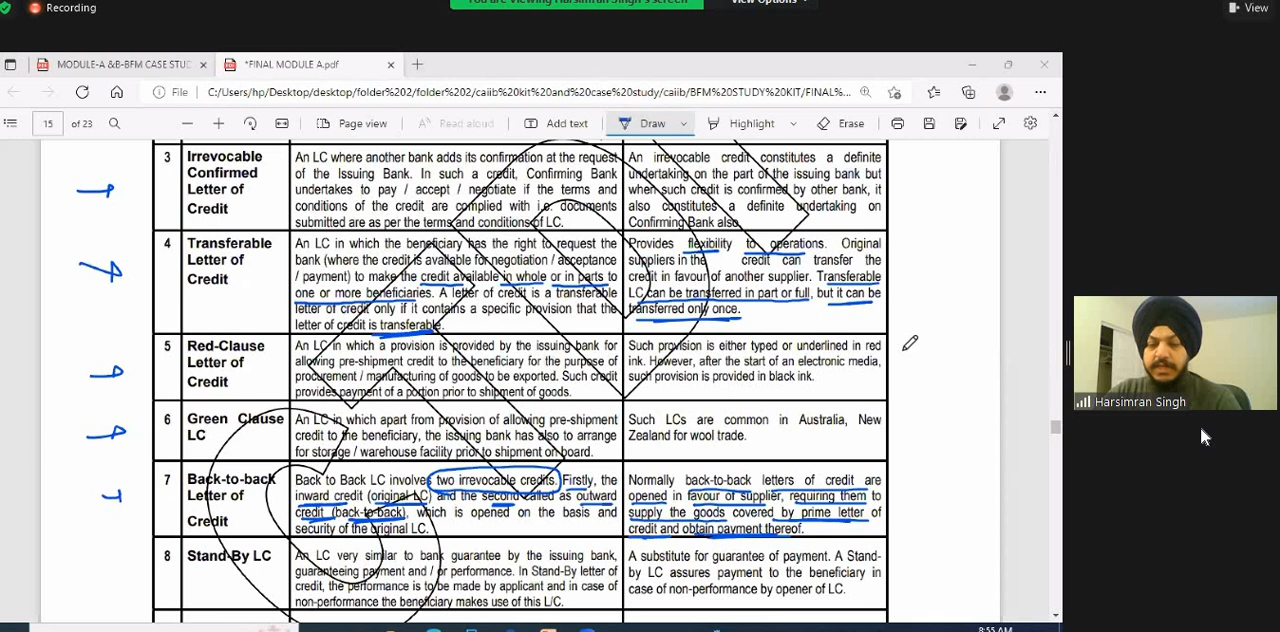 Recording
You are viewing Harsimran Singh's screen
View Options
View
MODULE-A &B-BFM CASE STUD
*FINAL MODULE A.pdf
File
C:/Users/hp/Desktop/desktop/folder%202/folder%202/caiib%20kit%20and%20case%20study/caiib/BFM%20STUDY%20KIT/FINAL%...
15 of 23
Page view
Read aloud
Add text
Draw
Highlight
Erase
3
Irrevocable
Confirmed
Letter of
Credit
An LC where another bank adds its confirmation at the request
of the Issuing Bank. In such a credit, Confirming Bank
undertakes to pay / accept / negotiate if the terms and
conditions of the credit are complied with i.e. documents
submitted are as per the terms and conditions of LC.
An irrevocable credit constitutes a definite
undertaking on the part of the issuing bank but
when such credit is confirmed by other bank, it
also constitutes a definite undertaking on
Confirming Bank also.
4
Transferable
Letter of
Credit
An LC in which the beneficiary has the right to request the
bank (where the credit is available for negotiation / acceptance
/ payment) to make the credit available in whole or in parts to
one or more beneficiaries. A letter of credit is a transferable
letter of credit only if it contains a specific provision that the
letter of credit is transferable.
Provides flexibility to operations. Original
suppliers in the credit can transfer the
credit in favour of another supplier. Transferable
LC can be transferred in part or full, but it can be
transferred only once.
5
Red-Clause
Letter of
Credit
An LC in which a provision is provided by the issuing bank for
allowing pre-shipment credit to the beneficiary for the purpose of
procurement / manufacturing of goods to be exported. Such credit
provides payment of a portion prior to shipment of goods.
Such provision is either typed or underlined in red
ink. However, after the start of an electronic media,
such provision is provided in black ink.
6
Green Clause
LC
An LC in which apart from provision of allowing pre-shipment
credit to the beneficiary, the issuing bank has also to arrange
for storage / warehouse facility prior to shipment on board.
Such LCs are common in Australia, New
Zealand for wool trade.
7
Back-to-back
Letter of
Credit
Back to Back LC involves two irrevocable credits. Firstly, the
inward credit (original LC) and the second called as outward
credit (back-to-back), which is opened on the basis and
security of the original LC.
Normally back-to-back letters of credit are
opened in favour of supplier, requiring them to
supply the goods covered by prime letter of
credit and obtain payment thereof.
8
Stand-By LC
An LC very similar to bank guarantee by the issuing bank,
guaranteeing payment and / or performance. In Stand-By letter of
credit, the performance is to be made by applicant and in case of
non-performance the beneficiary makes use of this L/C.
A substitute for guarantee of payment. A Stand-
by LC assures payment to the beneficiary in
case of non-performance by opener of LC.
Harsimran Singh
8:55 AM